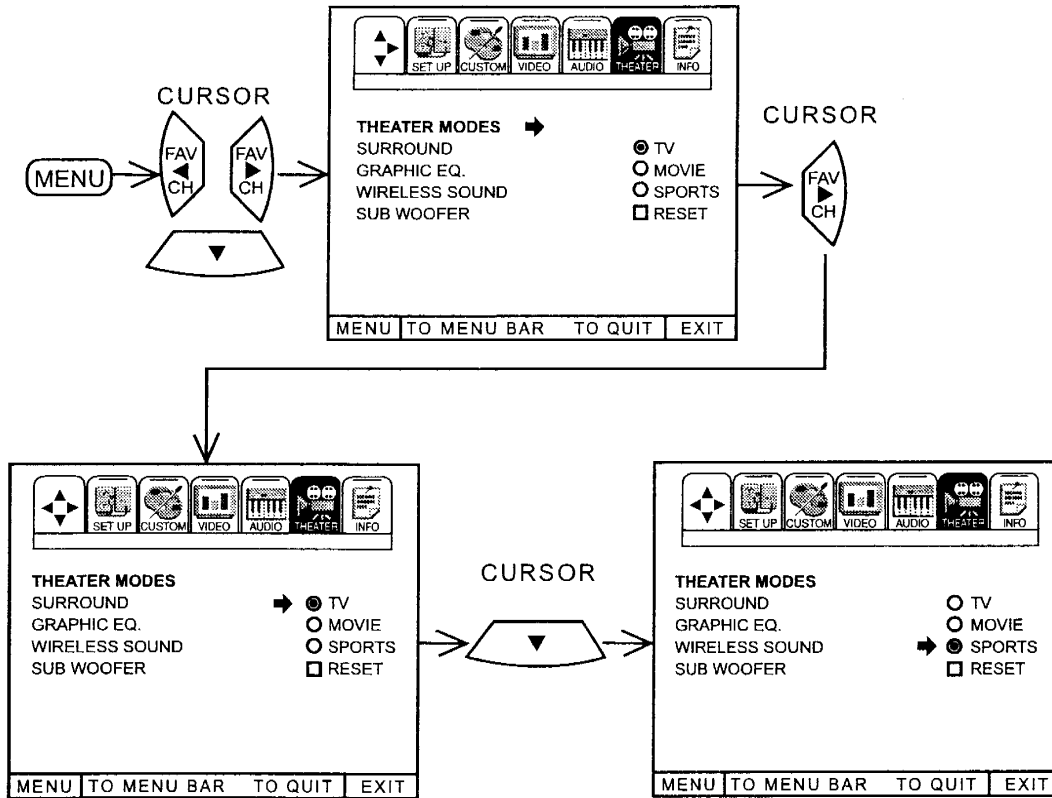 SET UP CUSTOM VIDEO AUDIO THEATER INFO
CURSOR
FAV CH
FAV CH
MENU
THEATER MODES
SURROUND TV
GRAPHIC EQ. MOVIE
WIRELESS SOUND SPORTS
SUB WOOFER RESET
MENU TO MENU BAR TO QUIT EXIT
CURSOR
FAV CH
SET UP CUSTOM VIDEO AUDIO THEATER INFO
THEATER MODES
SURROUND TV
GRAPHIC EQ. MOVIE
WIRELESS SOUND SPORTS
SUB WOOFER RESET
MENU TO MENU BAR TO QUIT EXIT
CURSOR
SET UP CUSTOM VIDEO AUDIO THEATER INFO
THEATER MODES
SURROUND TV
GRAPHIC EQ. MOVIE
WIRELESS SOUND SPORTS
SUB WOOFER RESET
MENU TO MENU BAR TO QUIT EXIT